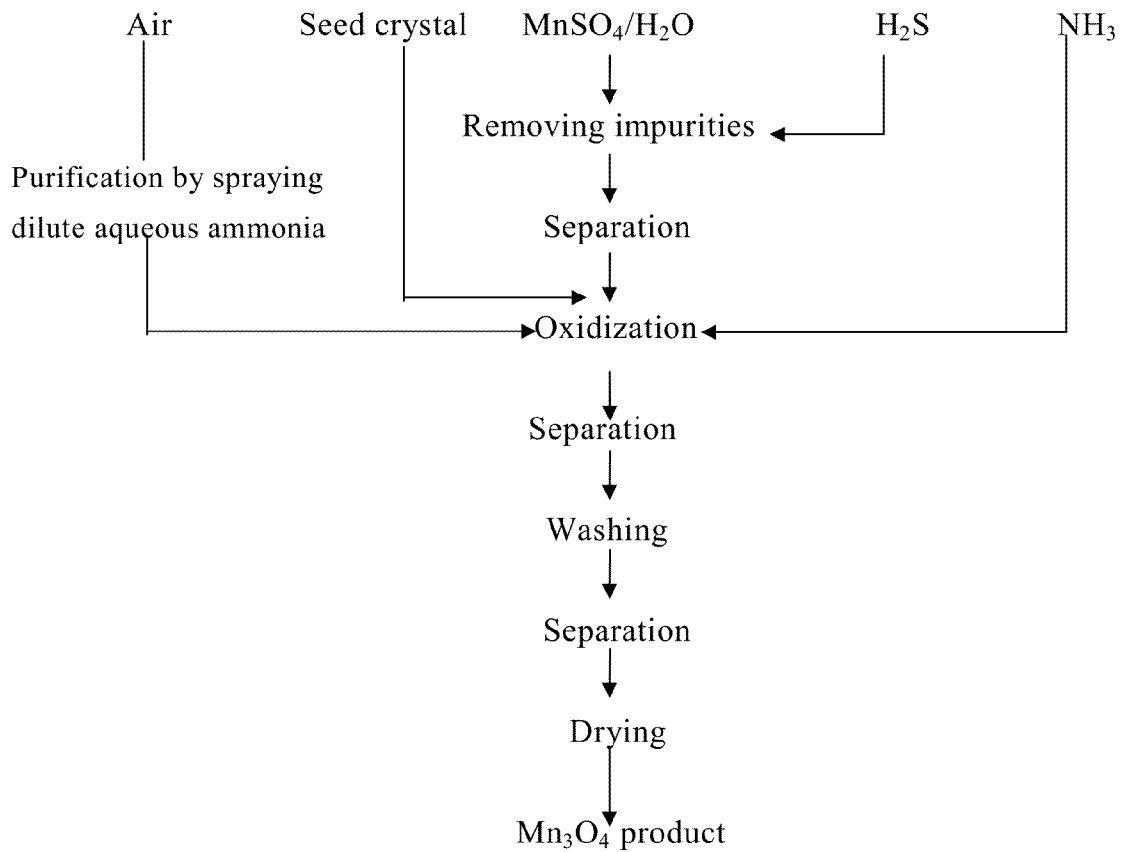 Air
Seed crystal
MnSO₄/H₂O
H₂S
NH₃
Removing impurities
Purification by spraying
dilute aqueous ammonia
Separation
Oxidization
Separation
Washing
Separation
Drying
Mn₃O₄ product